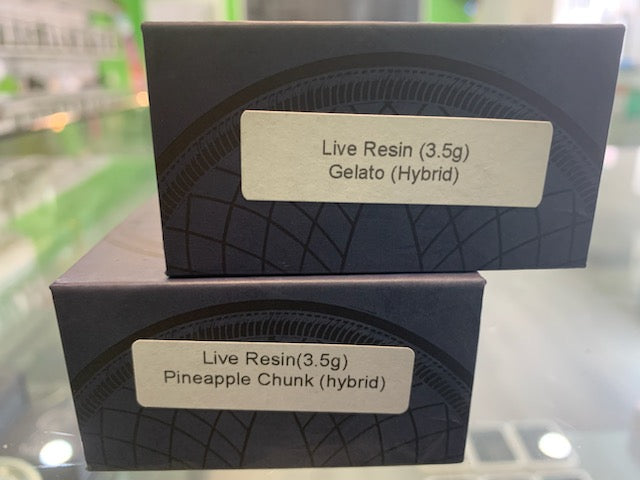 Live Resin (3.5g)
Gelato (Hybrid)
Live Resin(3.5g)
Pineapple Chunk (hybrid)